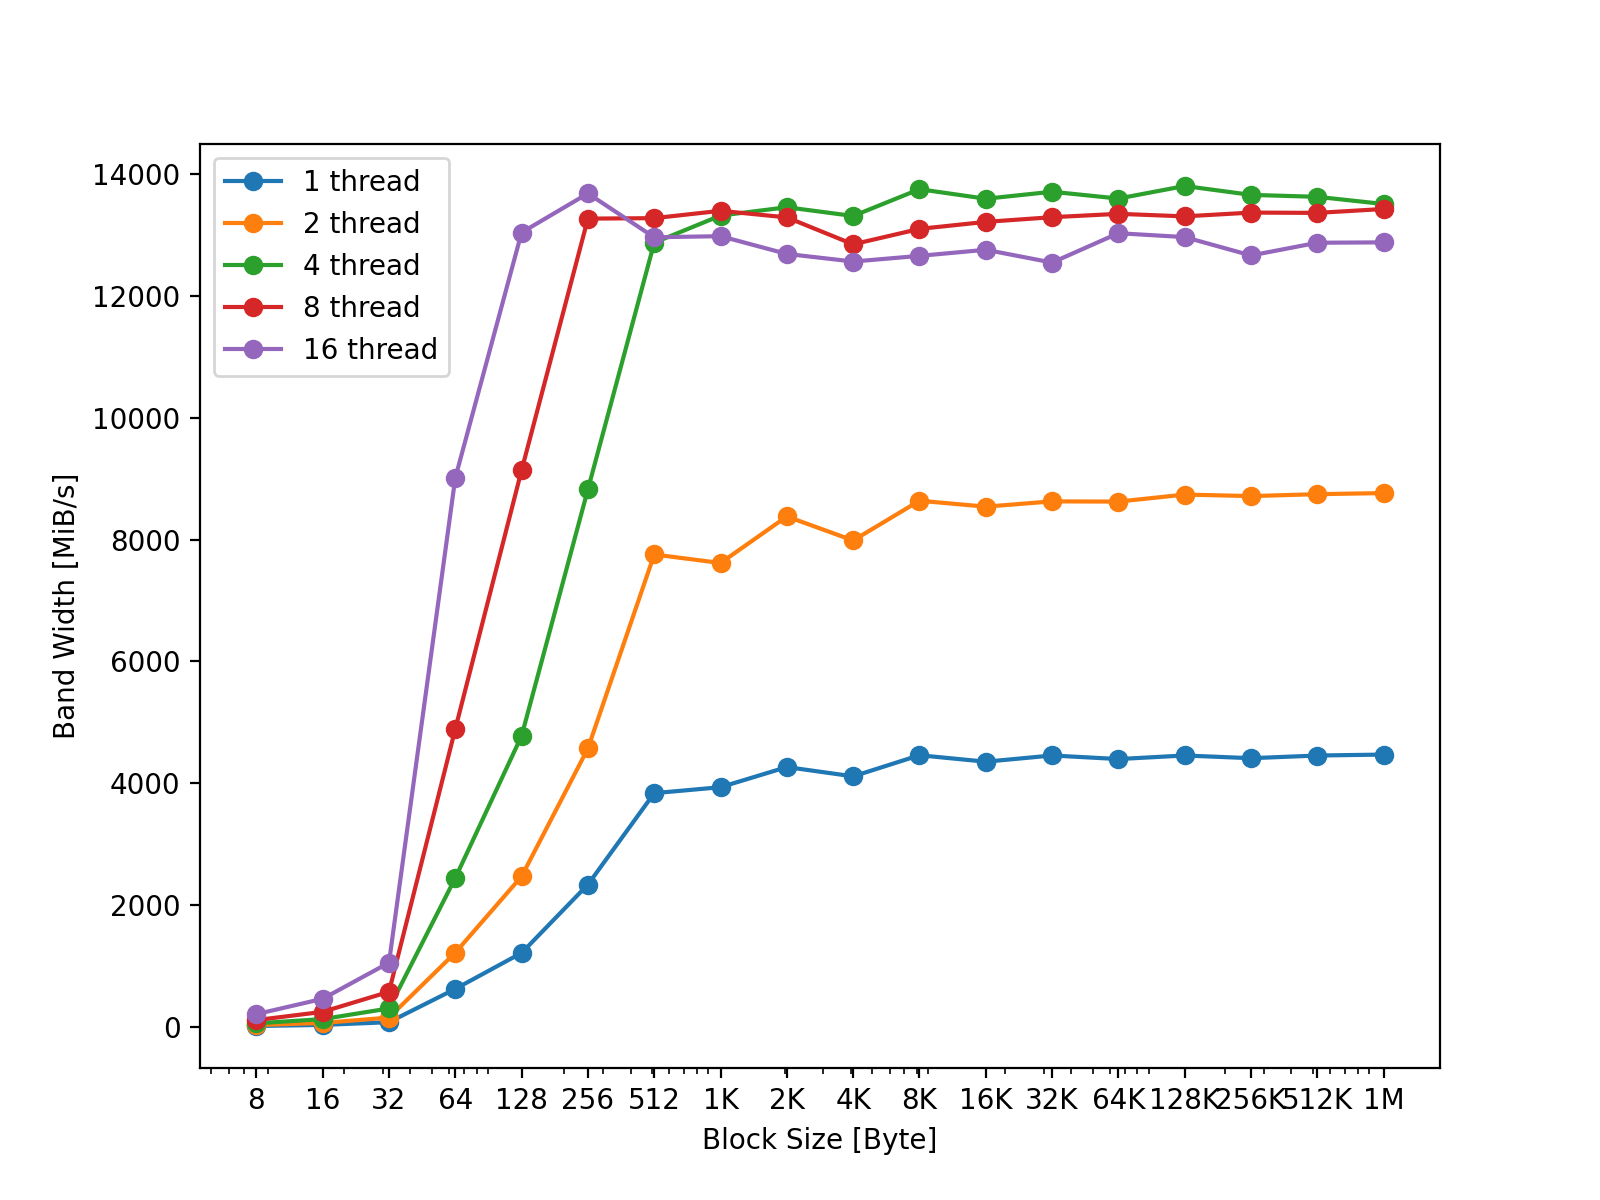 1 thread
2 thread
4 thread
8 thread
16 thread
14000
12000
10000
8000
6000
4000
2000
0
Band Width [MiB/s]
8 16 32 64 128 256 512 1K 2K 4K 8K 16K 32K 64K 128K 256K 512K 1M
Block Size [Byte]